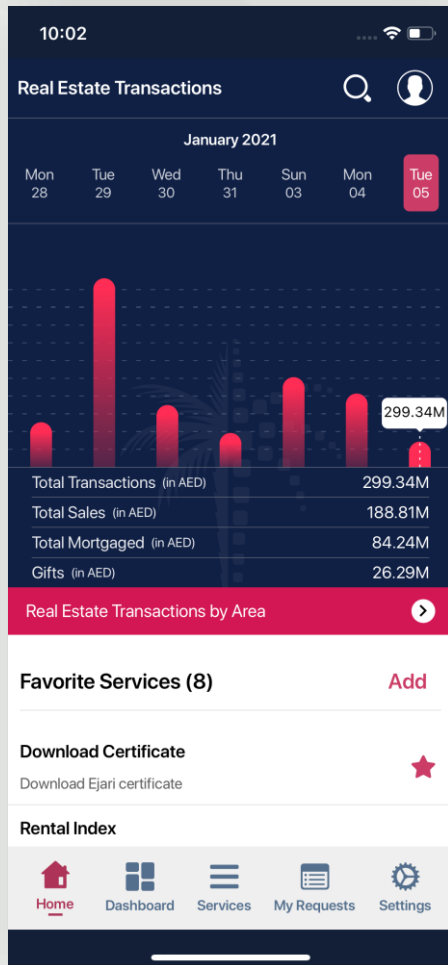 10:02
Real Estate Transactions
January 2021
Mon Tue Wed Thu Sun Mon Tue
28 29 30 31 03 04 05
299.34M
Total Transactions (in AED) 299.34M
Total Sales (in AED) 188.81M
Total Mortgaged (in AED) 84.24M
Gifts (in AED) 26.29M
Real Estate Transactions by Area
Favorite Services (8) Add
Download Certificate
Download Ejari certificate
Rental Index
Home Dashboard Services My Requests Settings